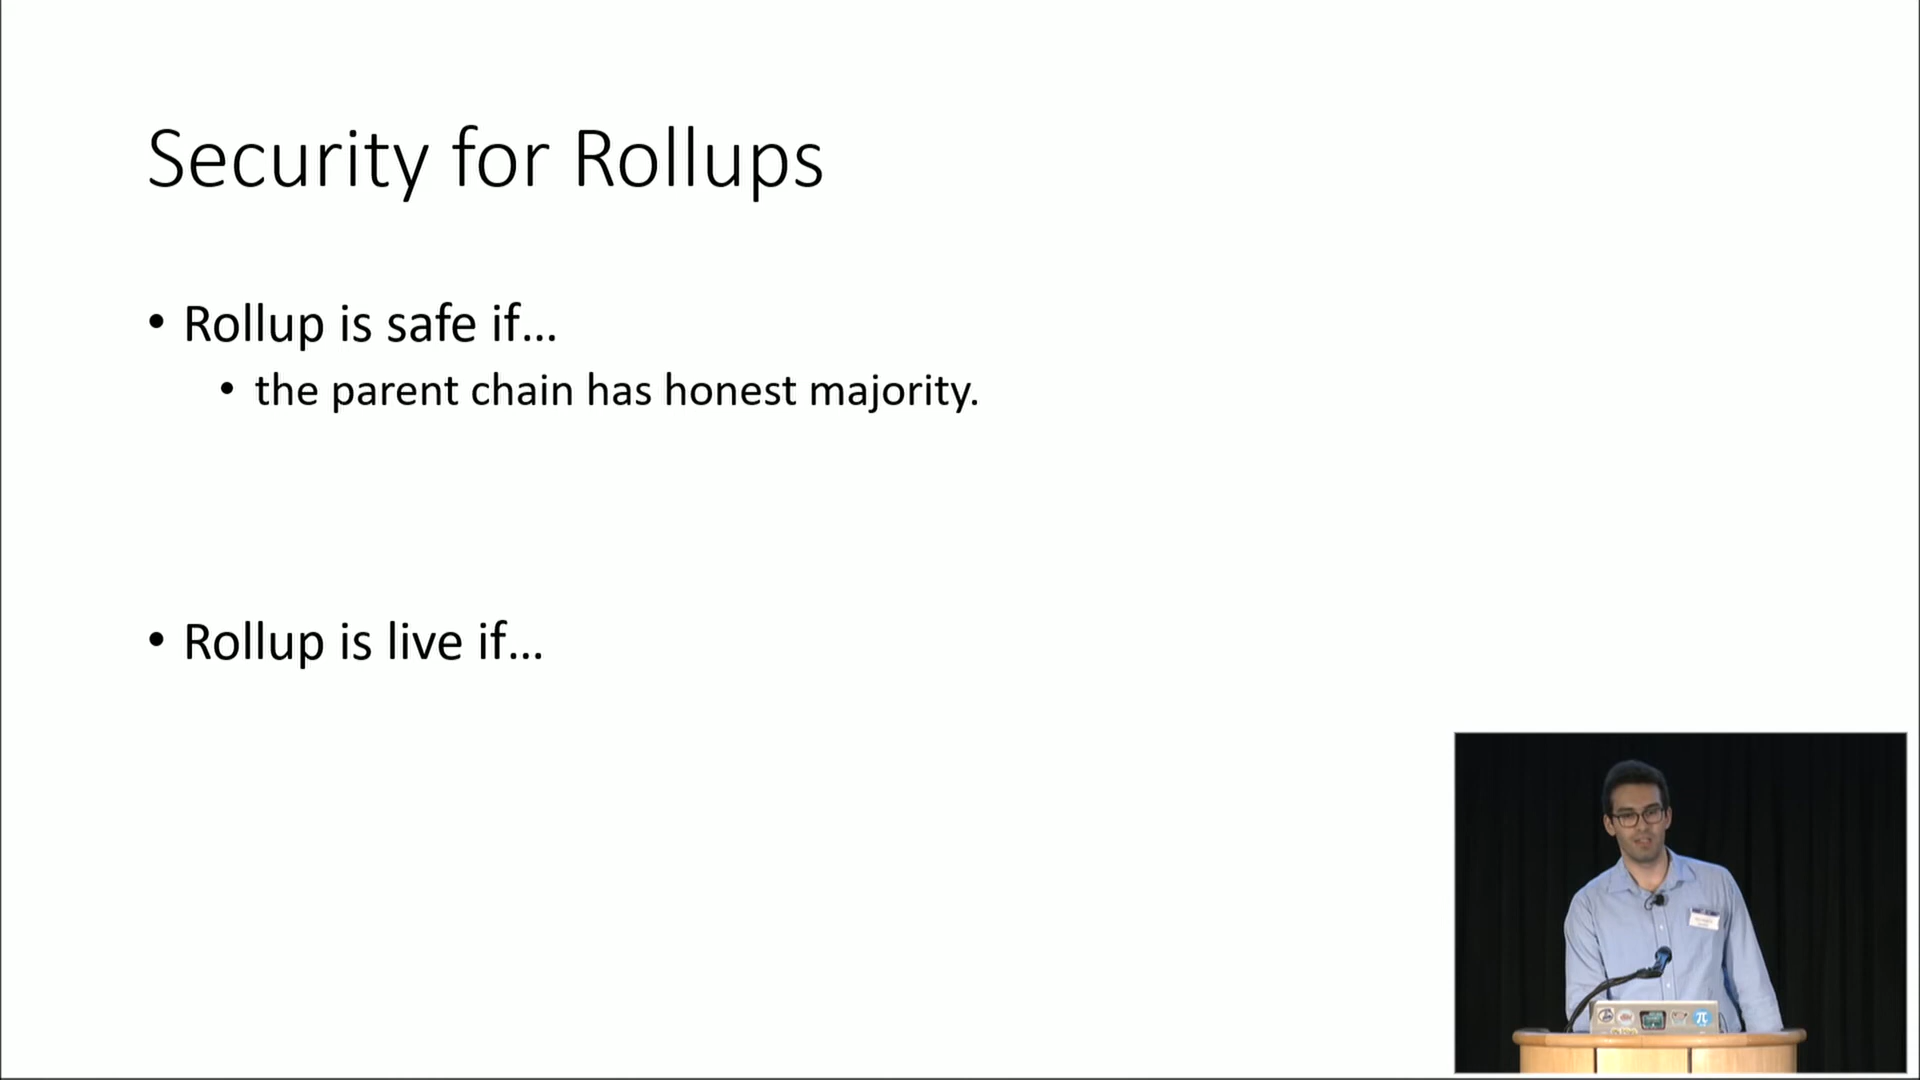 Security for Rollups
• Rollup is safe if...
• the parent chain has honest majority.
• Rollup is live if...
π